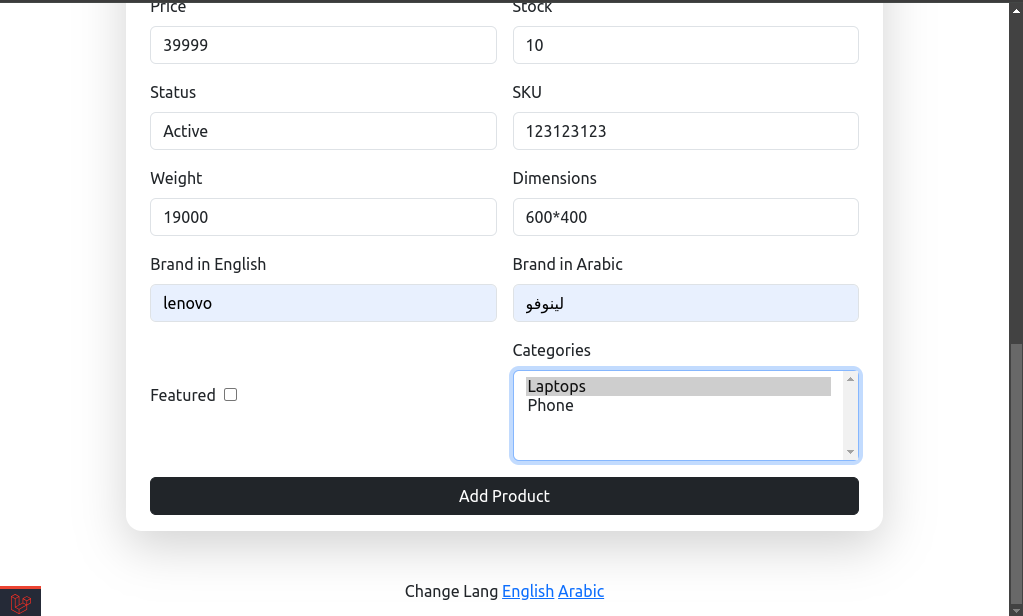 Price Stock
39999 10
Status SKU
Active 123123123
Weight Dimensions
19000 600*400
Brand in English Brand in Arabic
lenovo لينوفو
Categories
Featured
Laptops
Phone
Add Product
Change Lang English Arabic